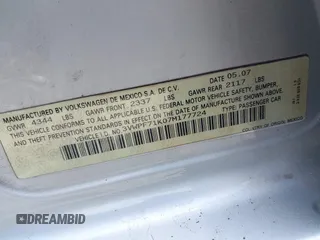 MANUFACTURED BY VOLKSWAGEN DE MEXICO S.A. DE C.V. DATE 05.07
GVWR 4344 LBS GAWR FRONT 2337 LBS GAWR REAR 2117 LBS
THIS VEHICLE CONFORMS TO ALL APPLICABLE U.S. FEDERAL MOTOR VEHICLE SAFETY, BUMPER,
AND THEFT PREVENTION STANDARDS IN EFFECT ON THE DATE OF MANUFACTURE SHOWN ABOVE.
VEHICLE I.D. NO. 3VWPF71K07M177724 TYPE PASSENGER CAR
DREAMBID